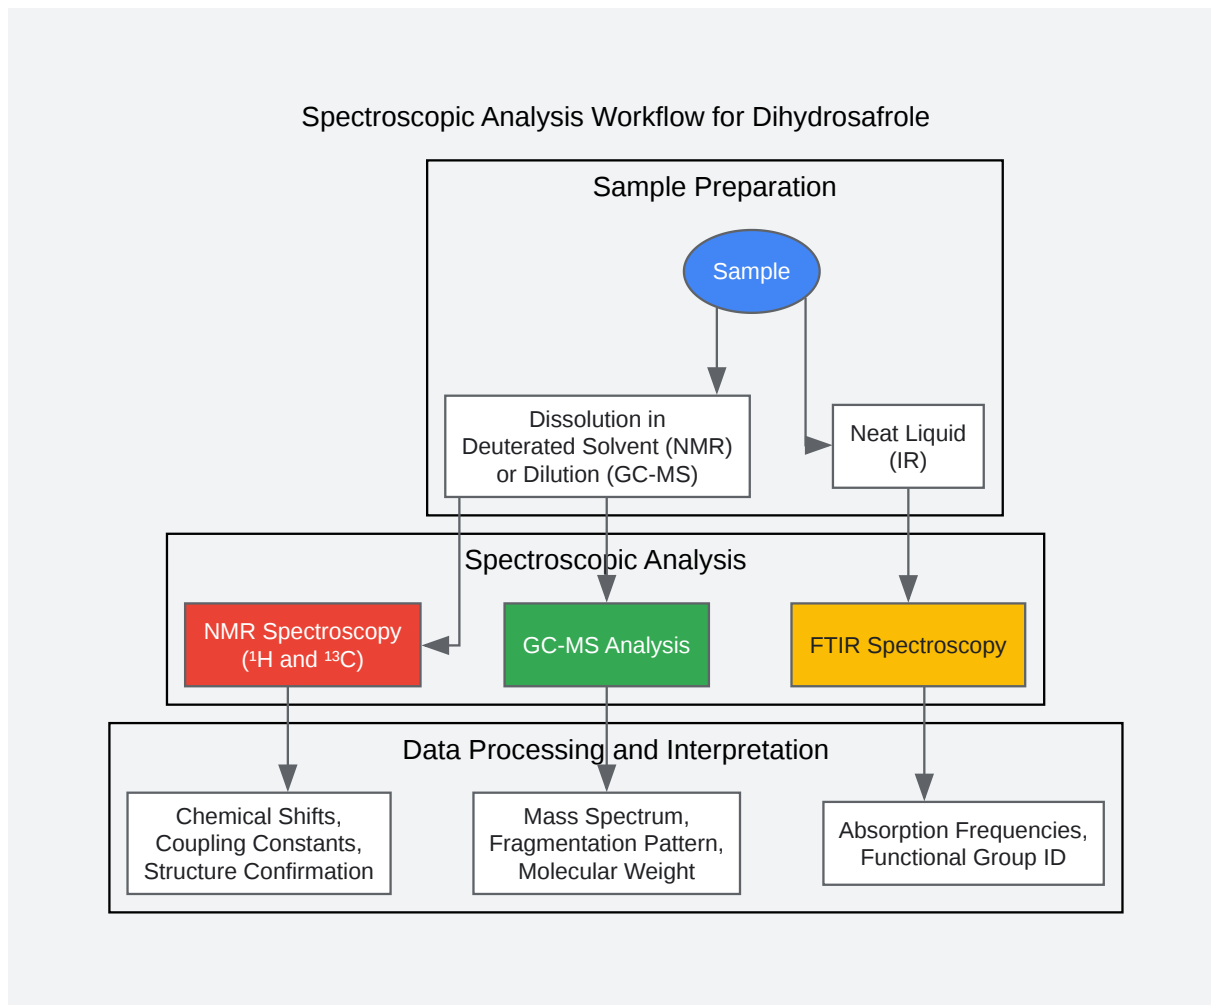 Spectroscopic Analysis Workflow for Dihydrosafrole
Sample Preparation
Sample
Dissolution in
Deuterated Solvent (NMR)
or Dilution (GC-MS)
Neat Liquid
(IR)
Spectroscopic Analysis
NMR Spectroscopy
(¹H and ¹³C)
GC-MS Analysis
FTIR Spectroscopy
Data Processing and Interpretation
Chemical Shifts,
Coupling Constants,
Structure Confirmation
Mass Spectrum,
Fragmentation Pattern,
Molecular Weight
Absorption Frequencies,
Functional Group ID